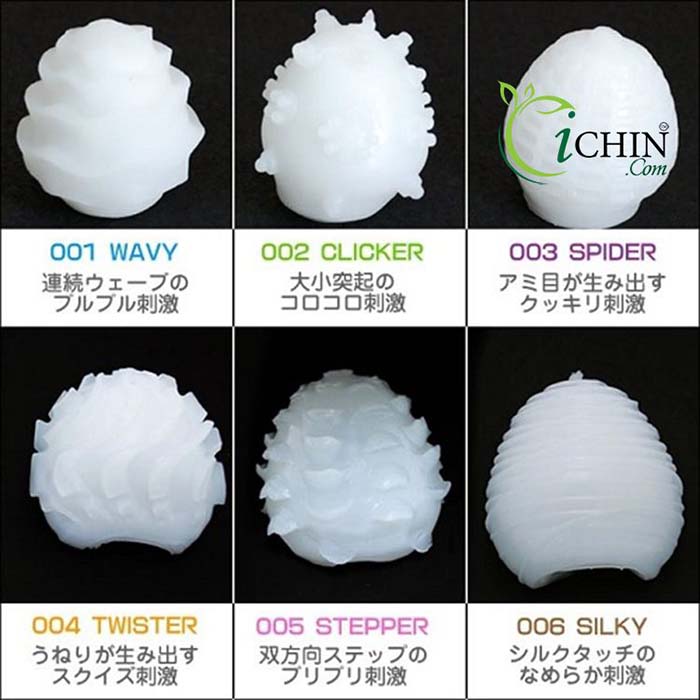 iCHIN
.Com
001 WAVY
連続ウェーブの
ブルブル刺激
002 CLICKER
大小突起の
コロコロ刺激
003 SPIDER
アミ目が生み出す
クッキリ刺激
004 TWISTER
うねりが生み出す
スクイズ刺激
005 STEPPER
双方向ステップの
プリプリ刺激
006 SILKY
シルクタッチの
なめらか刺激